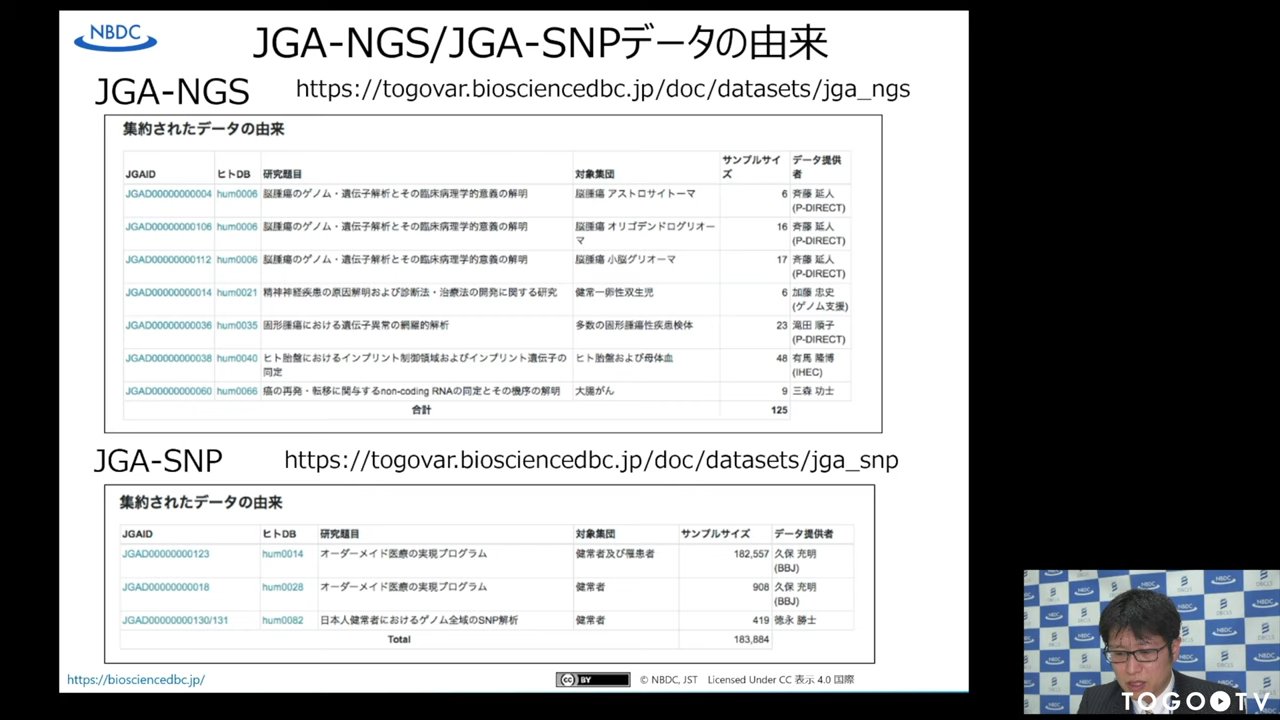 NBDC
JGA-NGS/JGA-SNPデータの由来
JGA-NGS https://togovar.biosciencedbc.jp/doc/datasets/jga_ngs
集約されたデータの由来
JGAID ヒトDB 研究題目 対象集団 サンプルサイズ データ提供者
JGAD00000000004 hum0006 脳腫瘍のゲノム・遺伝子解析とその臨床病理学的意義の解明 脳腫瘍 アストロサイトーマ 6 斉藤 延人 (P-DIRECT)
JGAD00000000106 hum0006 脳腫瘍のゲノム・遺伝子解析とその臨床病理学的意義の解明 脳腫瘍 オリゴデンドログリオーマ 16 斉藤 延人 (P-DIRECT)
JGAD00000000112 hum0006 脳腫瘍のゲノム・遺伝子解析とその臨床病理学的意義の解明 脳腫瘍 小脳グリオーマ 17 斉藤 延人 (P-DIRECT)
JGAD00000000014 hum0021 精神神経疾患の原因解明および診断法・治療法の開発に関する研究 健常一卵性双生児 6 加藤 忠史 (ゲノム支援)
JGAD00000000036 hum0035 固形腫瘍における遺伝子異常の網羅的解析 多数の固形腫瘍性疾患検体 23 滝田 順子 (P-DIRECT)
JGAD00000000038 hum0040 ヒト胎盤におけるインプリント制御領域およびインプリント遺伝子の同定 ヒト胎盤および母体血 48 有馬 隆博 (IHEC)
JGAD00000000060 hum0066 癌の再発・転移に関与するnon-coding RNAの同定とその機序の解明 大腸がん 9 三森 功士
合計 125
JGA-SNP https://togovar.biosciencedbc.jp/doc/datasets/jga_snp
集約されたデータの由来
JGAID ヒトDB 研究題目 対象集団 サンプルサイズ データ提供者
JGAD00000000123 hum0014 オーダーメイド医療の実現プログラム 健常者及び罹患者 182,557 久保 充明 (BBJ)
JGAD00000000018 hum0028 オーダーメイド医療の実現プログラム 健常者 908 久保 充明 (BBJ)
JGAD00000000130/131 hum0082 日本人健常者におけるゲノム全域のSNP解析 健常者 419 徳永 勝士
Total 183,884
https://biosciencedbc.jp/ CC BY © NBDC, JST Licensed Under CC 表示 4.0 国際
TOGO TV